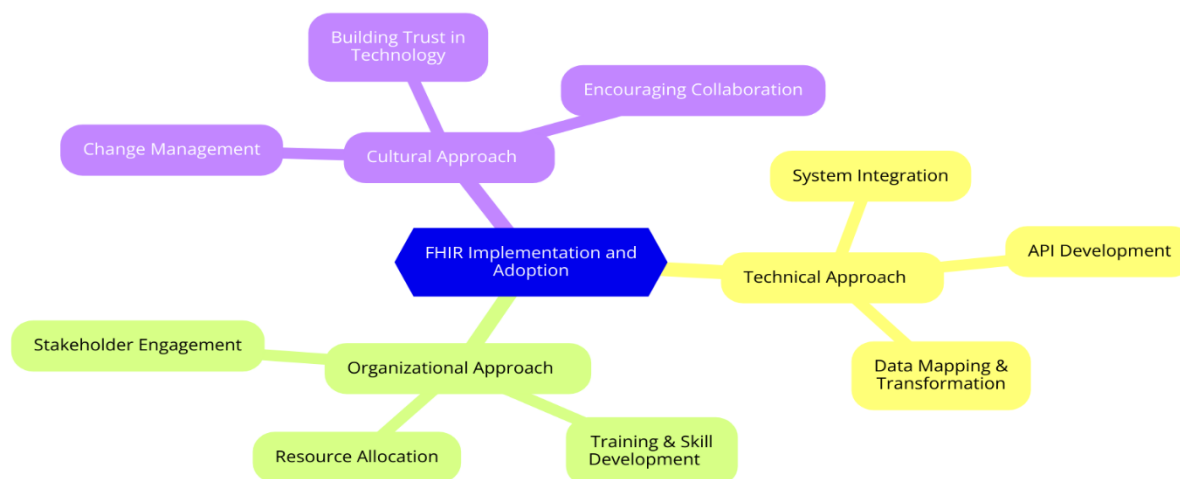 Building Trust in
Technology
Encouraging Collaboration
Change Management
Cultural Approach
System Integration
FHIR Implementation and
Adoption
API Development
Technical Approach
Stakeholder Engagement
Organizational Approach
Data Mapping &
Transformation
Resource Allocation
Training & Skill
Development